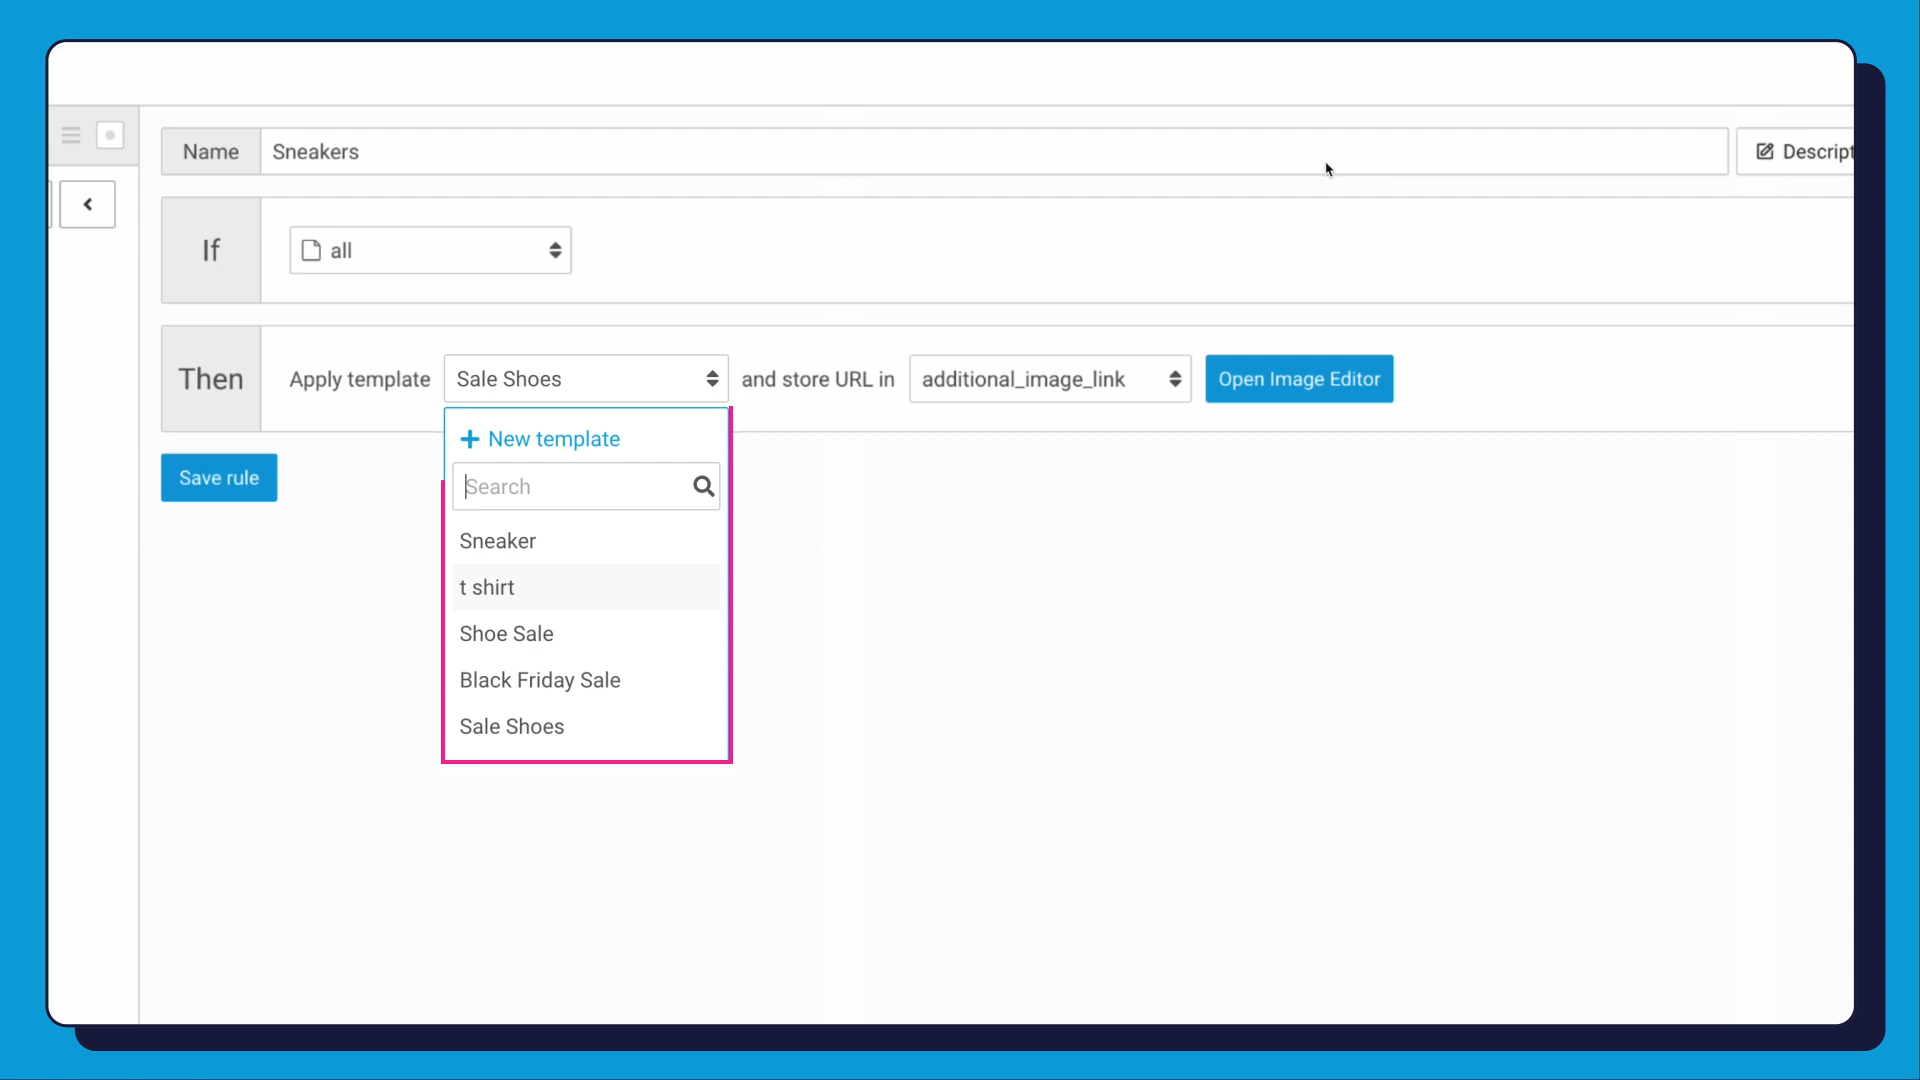 Name Sneakers Descript
If all
Then Apply template Sale Shoes and store URL in additional_image_link Open Image Editor
New template
Save rule
Search
Sneaker
t shirt
Shoe Sale
Black Friday Sale
Sale Shoes